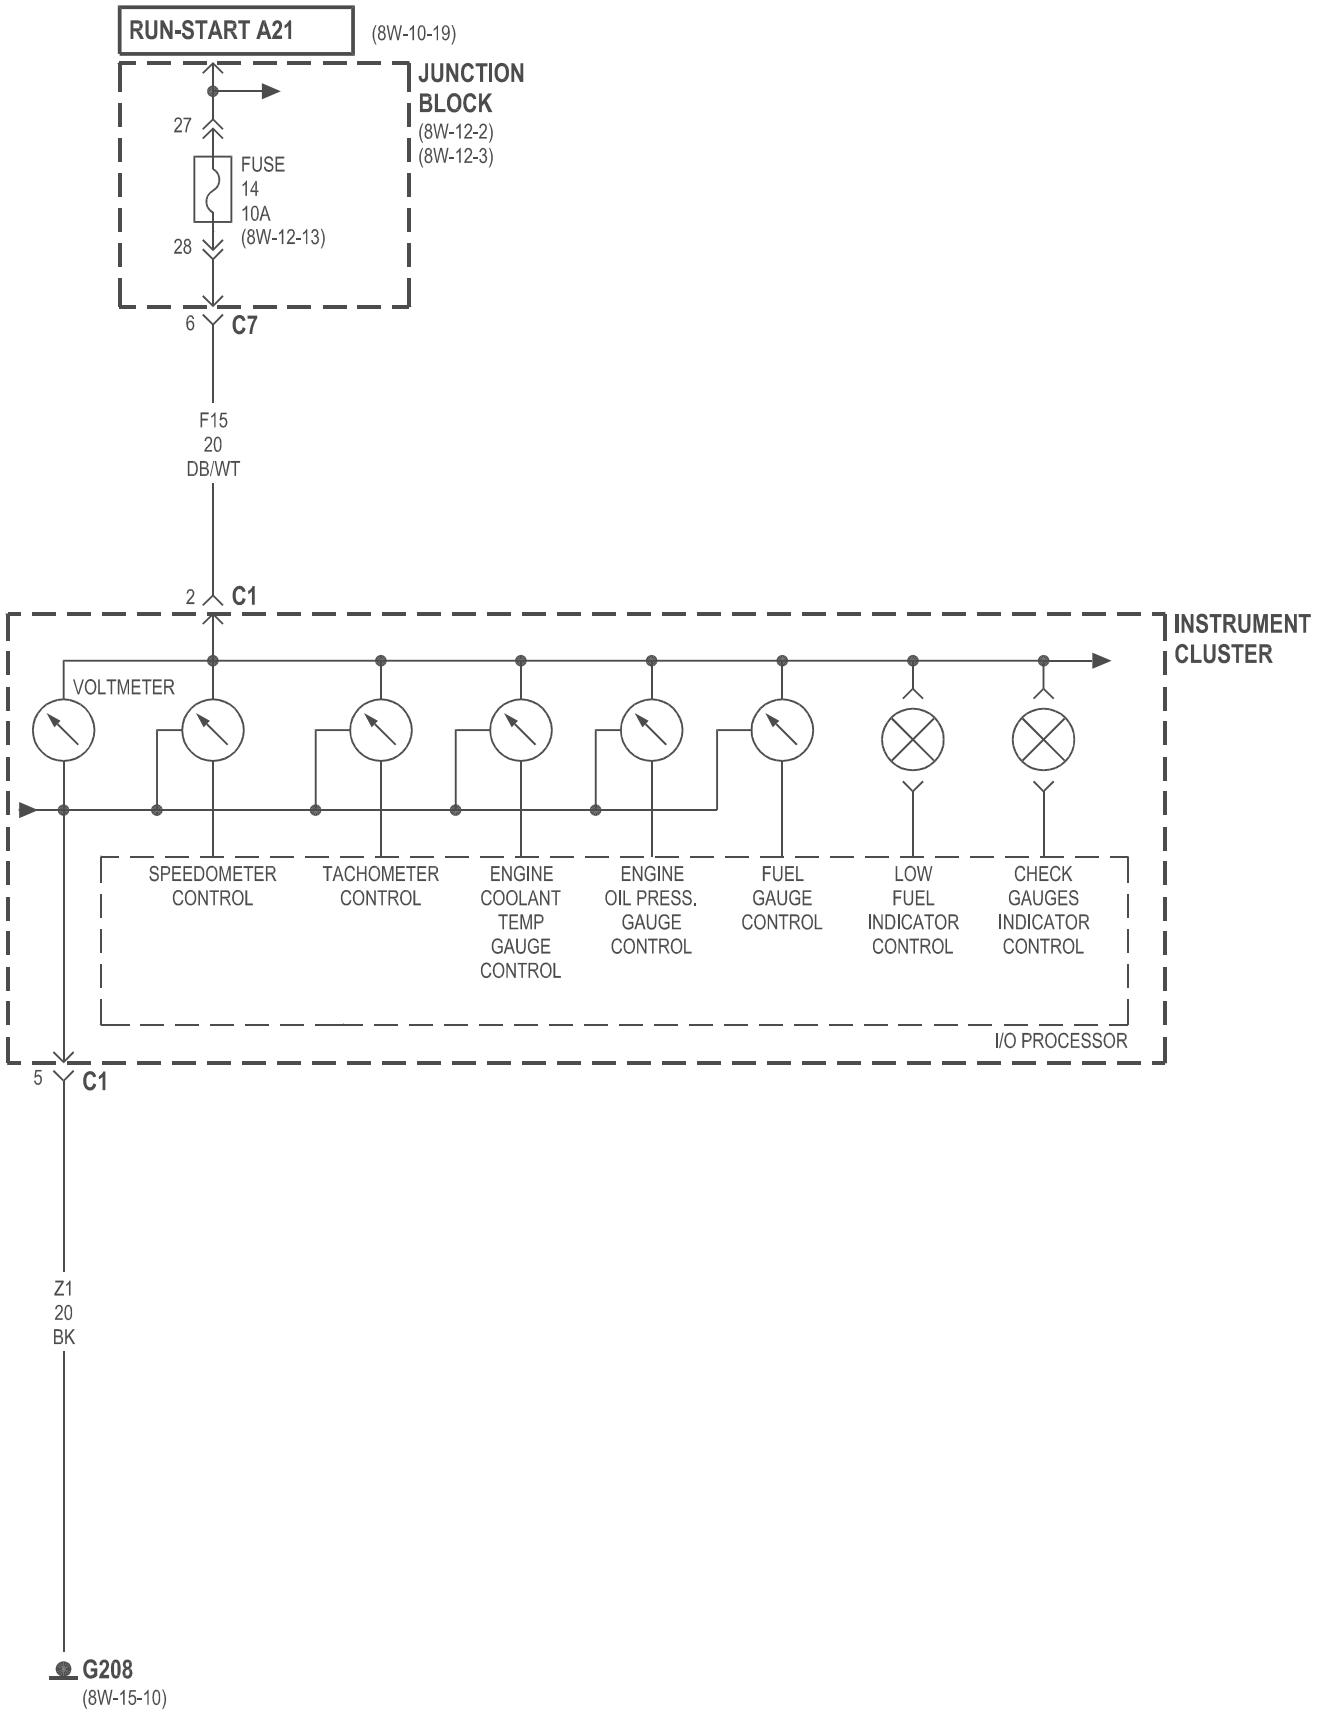 RUN-START A21
(8W-10-19)
JUNCTION
BLOCK
(8W-12-2)
(8W-12-3)
27
FUSE
14
10A
(8W-12-13)
28
6
C7
F15
20
DB/WT
2
C1
INSTRUMENT
CLUSTER
VOLTMETER
SPEEDOMETER
CONTROL
TACHOMETER
CONTROL
ENGINE
COOLANT
TEMP
GAUGE
CONTROL
ENGINE
OIL PRESS.
GAUGE
CONTROL
FUEL
GAUGE
CONTROL
LOW
FUEL
INDICATOR
CONTROL
CHECK
GAUGES
INDICATOR
CONTROL
I/O PROCESSOR
5
C1
Z1
20
BK
G208
(8W-15-10)